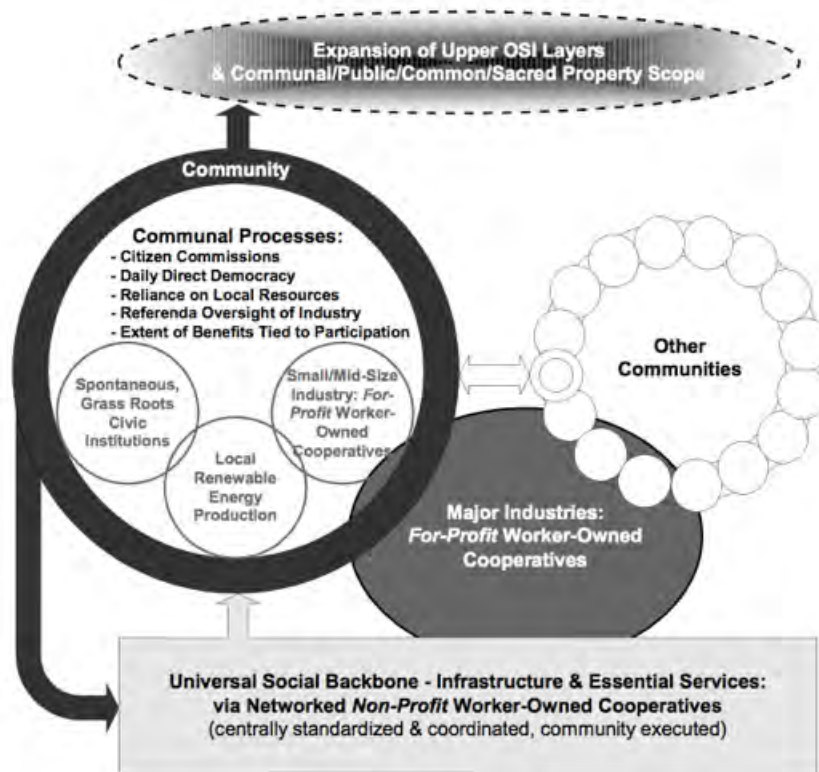 Expansion of Upper OSI Layers
& Communal/Public/Common/Sacred Property Scope
Community
Communal Processes:
- Citizen Commissions
- Daily Direct Democracy
- Reliance on Local Resources
- Referenda Oversight of Industry
- Extent of Benefits Tied to Participation
Spontaneous,
Grass Roots
Civic
Institutions
Local
Renewable
Energy
Production
Small/Mid-Size
Industry: For-
Profit Worker-
Owned
Cooperatives
Other
Communities
Major Industries:
For-Profit Worker-Owned
Cooperatives
Universal Social Backbone - Infrastructure & Essential Services:
via Networked Non-Profit Worker-Owned Cooperatives
(centrally standardized & coordinated, community executed)